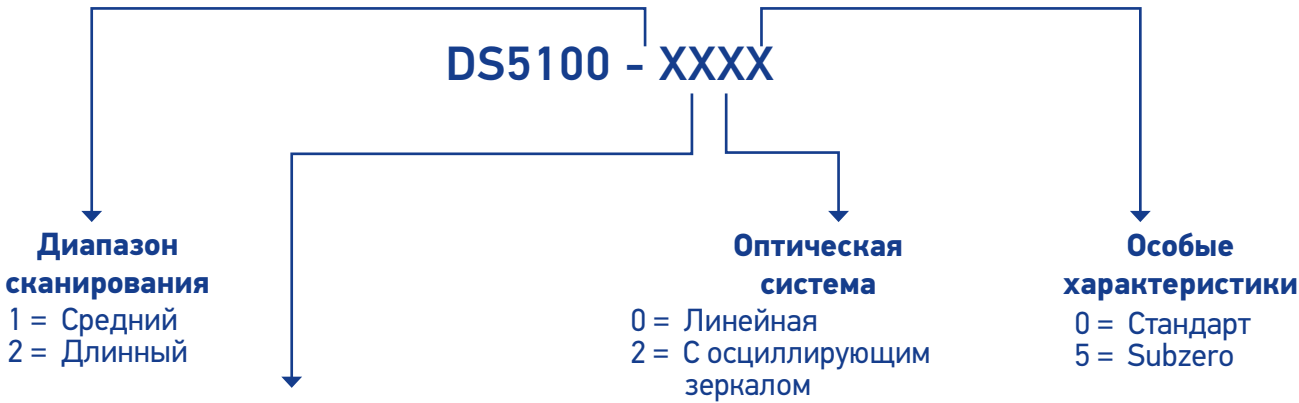 DS5100 - XXXX
Диапазон
сканирования
1 = Средний
2 = Длинный
Оптическая
система
0 = Линейная
2 = С осциллирующим
зеркалом
Особые
характеристики
0 = Стандарт
5 = Subzero